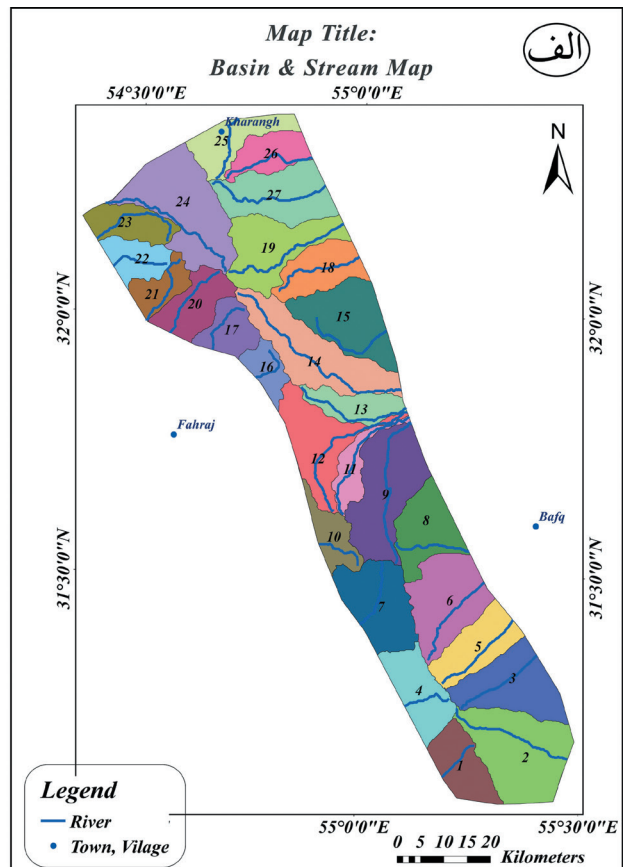 Map Title:
Basin & Stream Map
الف
54°30'0"E
55°00'0"E
N
Kharangh
25
26
27
24
23
22
21
20
19
18
17
16
15
14
13
12
11
10
9
8
7
6
5
4
3
2
1
32°0'0"N
32°0'0"N
Fahraj
Bafq
31°30'0"N
31°30'0"N
Legend
River
Town, Vilage
55°00'0"E
55°30'0"E
0 5 10 15 20
Kilometers